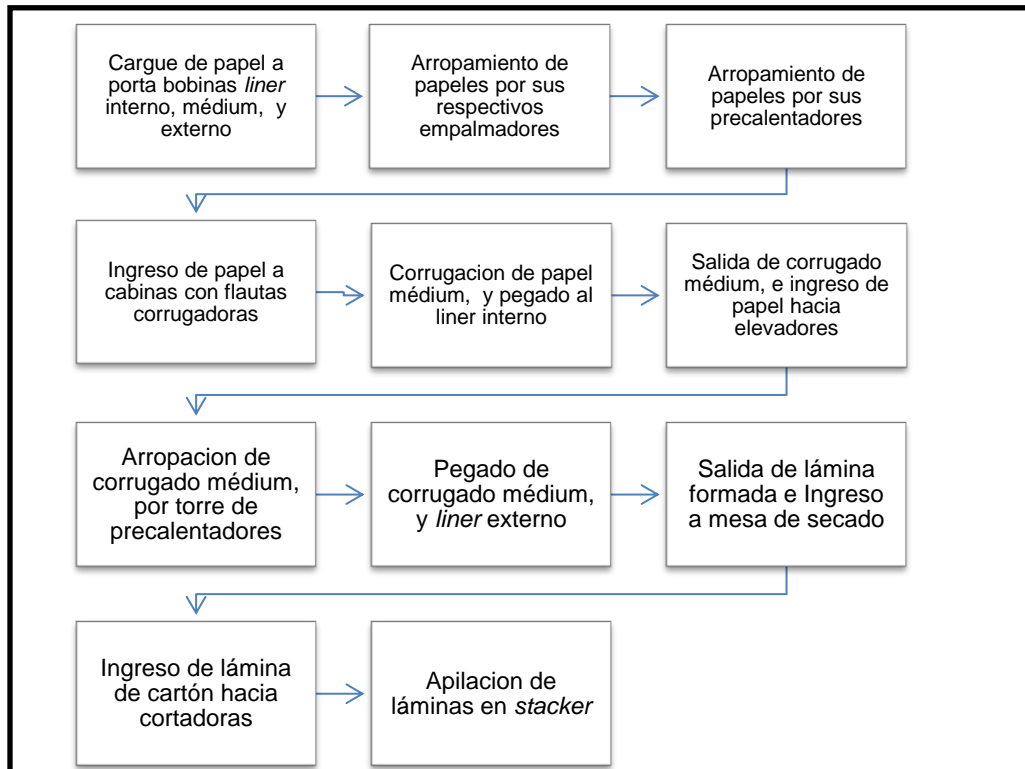 Cargue de papel a
porta bobinas liner
interno, médium, y
externo
Arropamiento de
papeles por sus
respectivos
empalmadores
Arropamiento de
papeles por sus
precalentadores
Ingreso de papel a
cabinas con flautas
corrugadoras
Corrugacion de papel
médium, y pegado al
liner interno
Salida de corrugado
médium, e ingreso de
papel hacia
elevadores
Arropacion de
corrugado médium,
por torre de
precalentadores
Pegado de
corrugado médium,
y liner externo
Salida de lámina
formada e Ingreso
a mesa de secado
Ingreso de lámina
de cartón hacia
cortadoras
Apilacion de
láminas en stacker